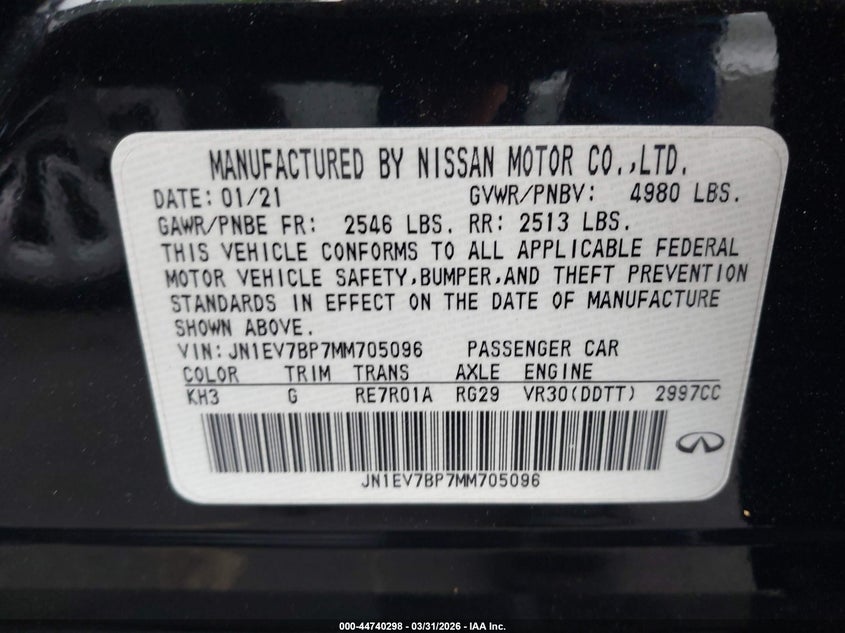 MANUFACTURED BY NISSAN MOTOR CO.,LTD.
DATE: 01/21 GVWR/PNBV: 4980 LBS.
GAWR/PNBE FR: 2546 LBS. RR: 2513 LBS.
THIS VEHICLE CONFORMS TO ALL APPLICABLE FEDERAL
MOTOR VEHICLE SAFETY,BUMPER,AND THEFT PREVENTION
STANDARDS IN EFFECT ON THE DATE OF MANUFACTURE
SHOWN ABOVE.
VIN: JN1EV7BP7MM705096 PASSENGER CAR
COLOR TRIM TRANS AXLE ENGINE
KH3 G RE7R01A RG29 VR30(DDTT) 2997CC
JN1EV7BP7MM705096
000-44740298 - 03/31/2026 - IAA Inc.